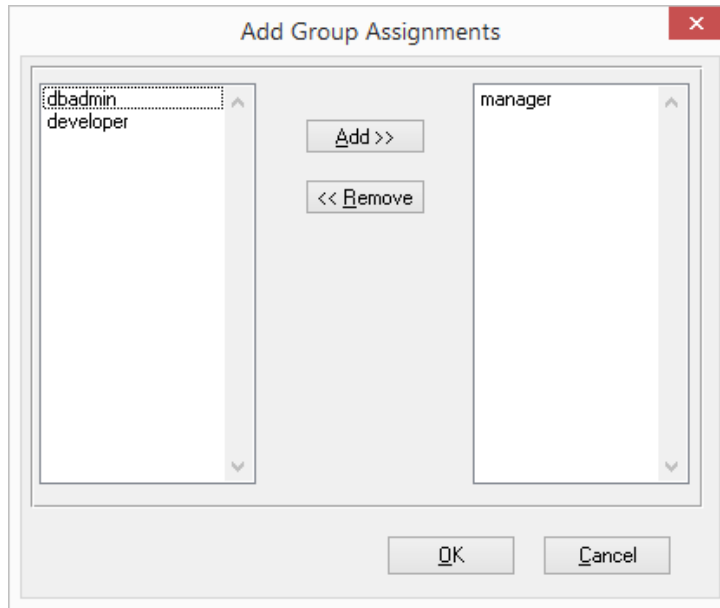 Add Group Assignments
dbadmin
developer
Add >>
<< Remove
manager
OK
Cancel